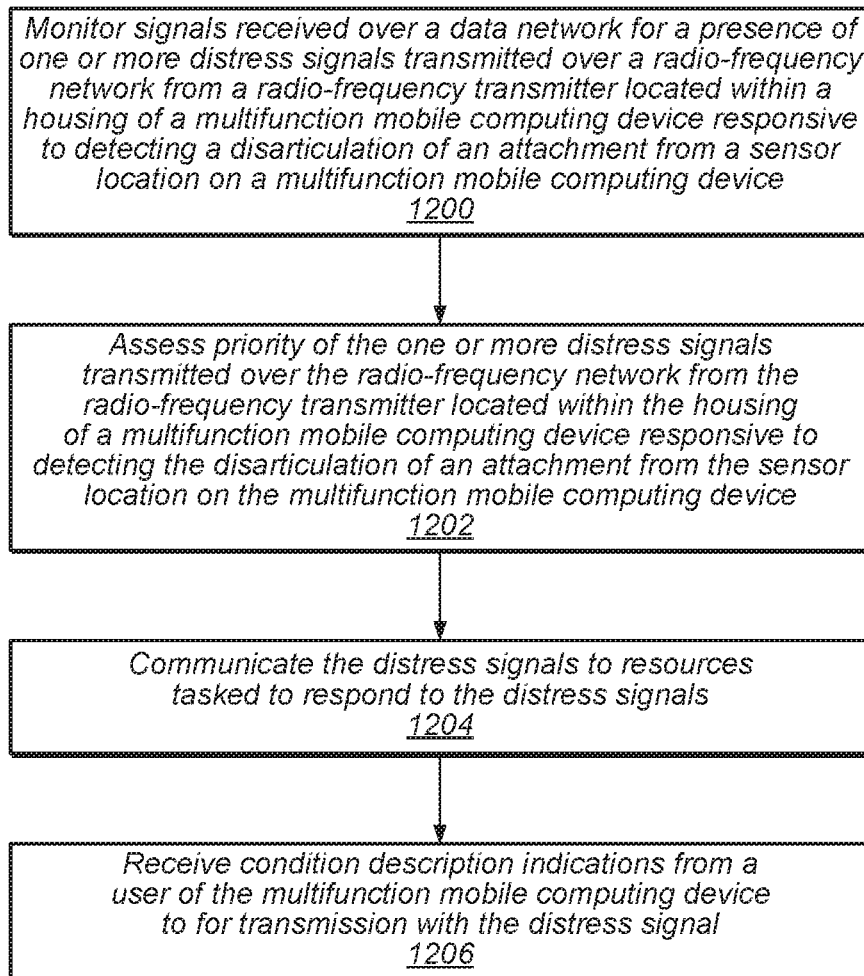 Monitor signals received over a data network for a presence of
one or more distress signals transmitted over a radio-frequency
network from a radio-frequency transmitter located within a
housing of a multifunction mobile computing device responsive
to detecting a disarticulation of an attachment from a sensor
location on a multifunction mobile computing device
1200
Assess priority of the one or more distress signals
transmitted over the radio-frequency network from the
radio-frequency transmitter located within the housing
of a multifunction mobile computing device responsive to
detecting the disarticulation of an attachment from the sensor
location on the multifunction mobile computing device
1202
Communicate the distress signals to resources
tasked to respond to the distress signals
1204
Receive condition description indications from a
user of the multifunction mobile computing device
to for transmission with the distress signal
1206